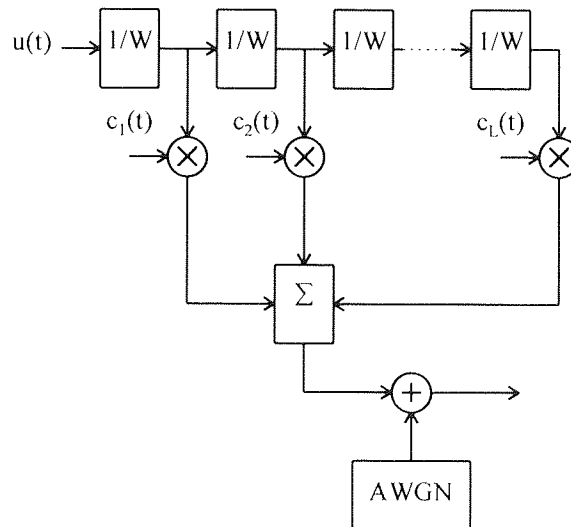 u(t) 1/W 1/W 1/W 1/W
c₁(t) c₂(t) c_L(t)
Σ
+
AWGN